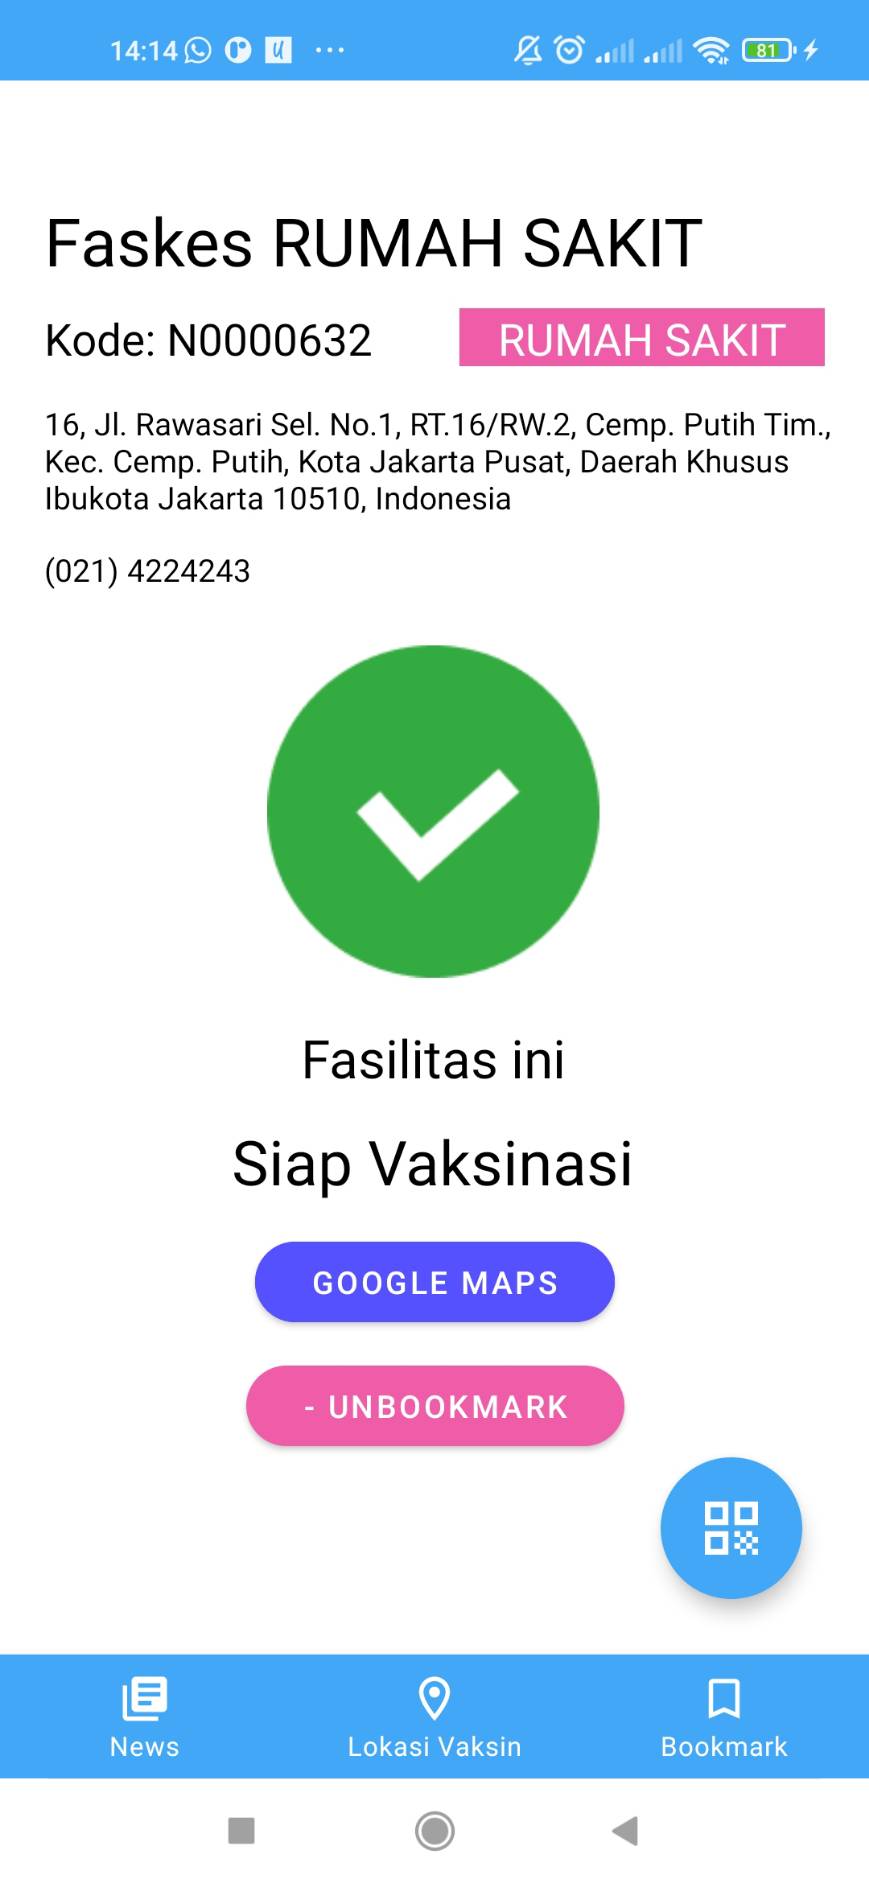 14:14
81
Faskes RUMAH SAKIT
Kode: N0000632
RUMAH SAKIT
16, Jl. Rawasari Sel. No.1, RT.16/RW.2, Cemp. Putih Tim.,
Kec. Cemp. Putih, Kota Jakarta Pusat, Daerah Khusus
Ibukota Jakarta 10510, Indonesia
(021) 4224243
Fasilitas ini
Siap Vaksinasi
GOOGLE MAPS
- UNBOOKMARK
News
Lokasi Vaksin
Bookmark